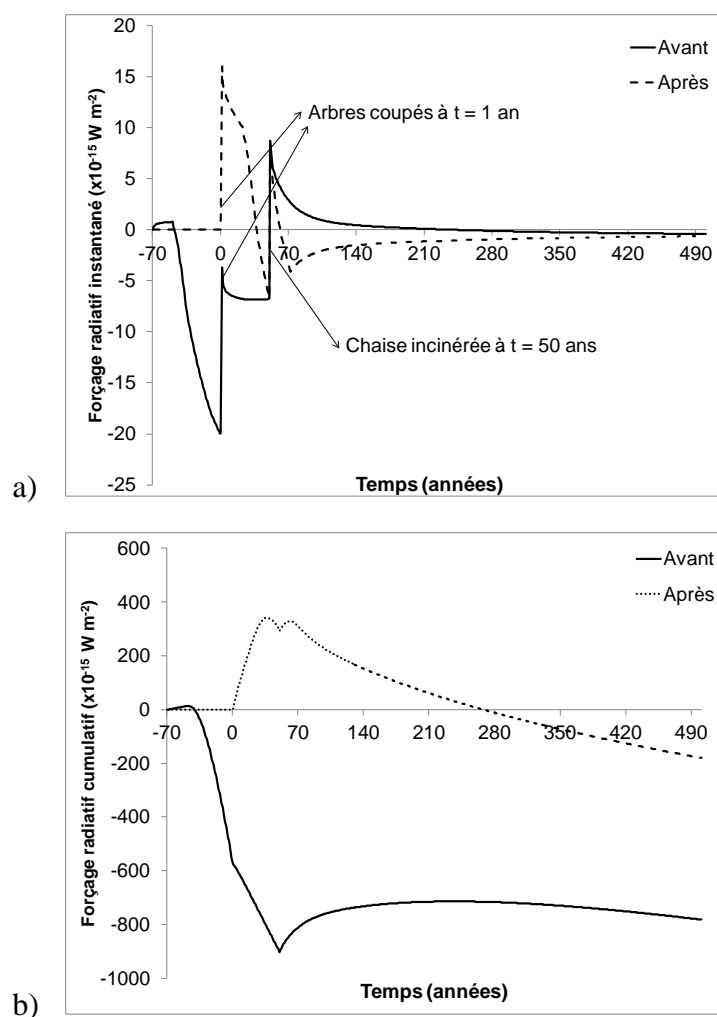 20
15
10
5
0
-5
-10
-15
-20
-25
-70 0 70 140 210 280 350 420 490
Forçage radiatif instantané (x10⁻¹⁵ W m⁻²)
Avant
Après
Arbres coupés à t = 1 an
Chaise incinérée à t = 50 ans
Temps (années)
a)
600
400
200
0
-200
-400
-600
-800
-1000
-70 0 70 140 210 280 350 420 490
Forçage radiatif cumulatif (x10⁻¹⁵ W m⁻²)
Avant
Après
Temps (années)
b)